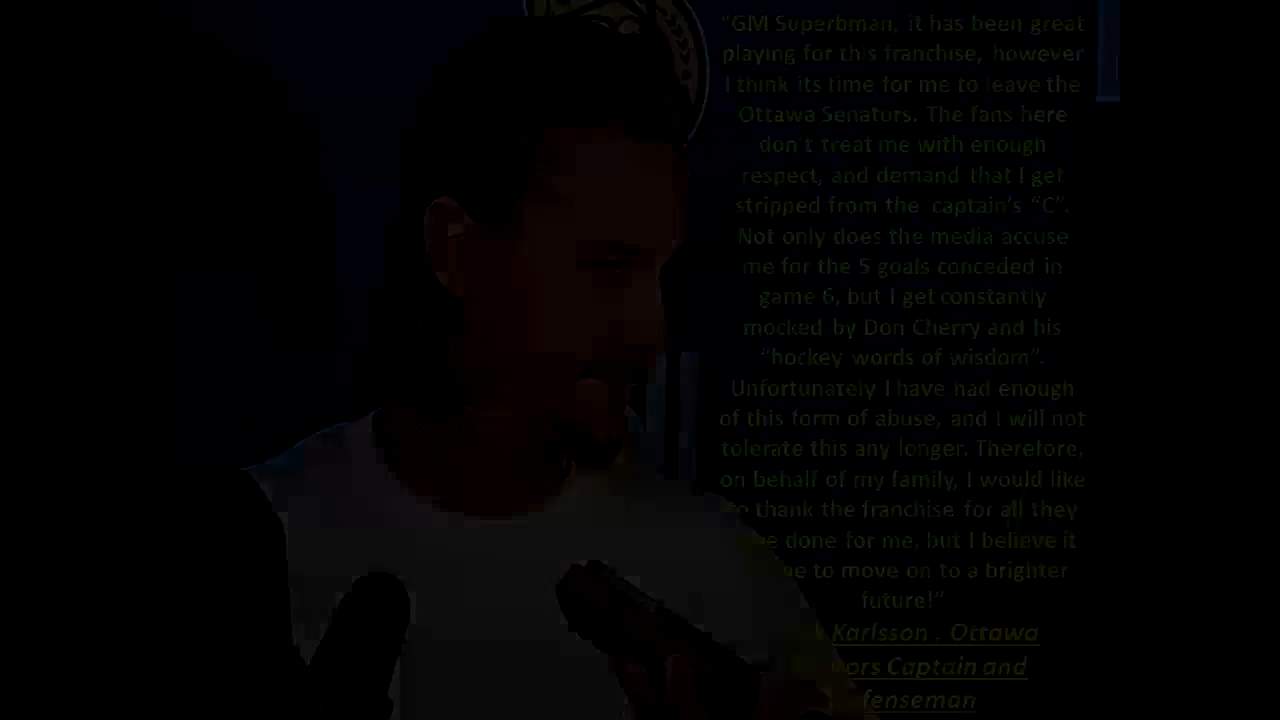 "GM Superbman, it has been great
playing for this franchise, however
I think its time for me to leave the
Ottawa Senators. The fans here
don't treat me with enough
respect, and demand that I get
stripped from the captain's "C".
Not only does the media accuse
me for the 5 goals conceded in
game 6, but I get constantly
mocked by Don Cherry and his
"hockey words of wisdom".
Unfortunately I have had enough
of this form of abuse, and I will not
tolerate this any longer. Therefore,
on behalf of my family, I would like
thank the franchise for all they
done for me, but I believe it
to move on to a brighter
future!"
Karlsson . Ottawa
Captain and